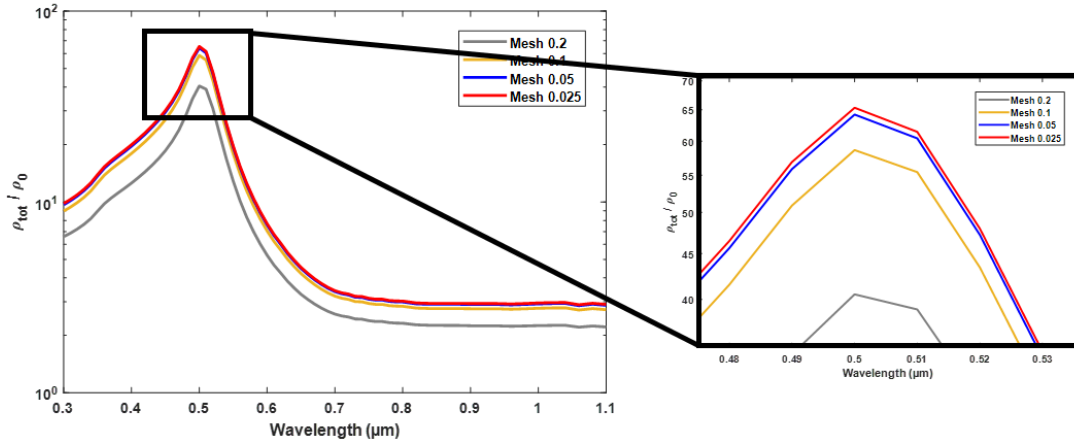 10²
10¹
10⁰
ρtot / ρ0
0.3 0.4 0.5 0.6 0.7 0.8 0.9 1 1.1
Wavelength (µm)
Mesh 0.2
Mesh 0.1
Mesh 0.05
Mesh 0.025
70
65
60
55
50
45
40
ρtot / ρ0
0.48 0.49 0.5 0.51 0.52 0.53
Wavelength (µm)
Mesh 0.2
Mesh 0.1
Mesh 0.05
Mesh 0.025